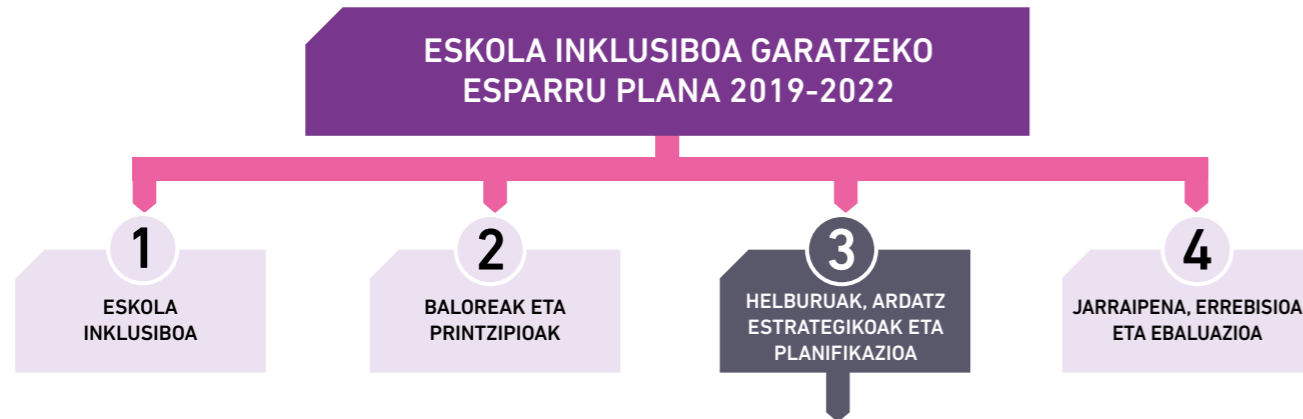 ESKOLA INKLUSIBOA GARATZEKO
ESPARRU PLANA 2019-2022
1
ESKOLA
INKLUSIBOA
2
BALOREAK ETA
PRINTZIPIOAK
3
HELBURUAK, ARDATZ
ESTRATEGIKOAK ETA
PLANIFIKAZIOA
4
JARRAIPENA, ERREBISIOA
ETA EBALUAZIOA